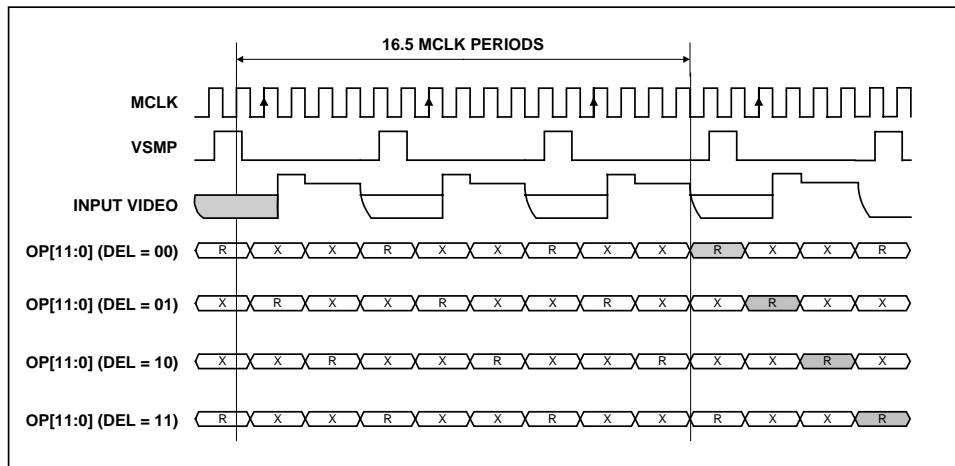 16.5 MCLK PERIODS
MCLK
VSMP
INPUT VIDEO
OP[11:0] (DEL = 00) R X X R X X R X X R X X R
OP[11:0] (DEL = 01) X R X X R X X R X X R X X
OP[11:0] (DEL = 10) X X R X X R X X R X X R X
OP[11:0] (DEL = 11) R X X R X X R X X R X X R